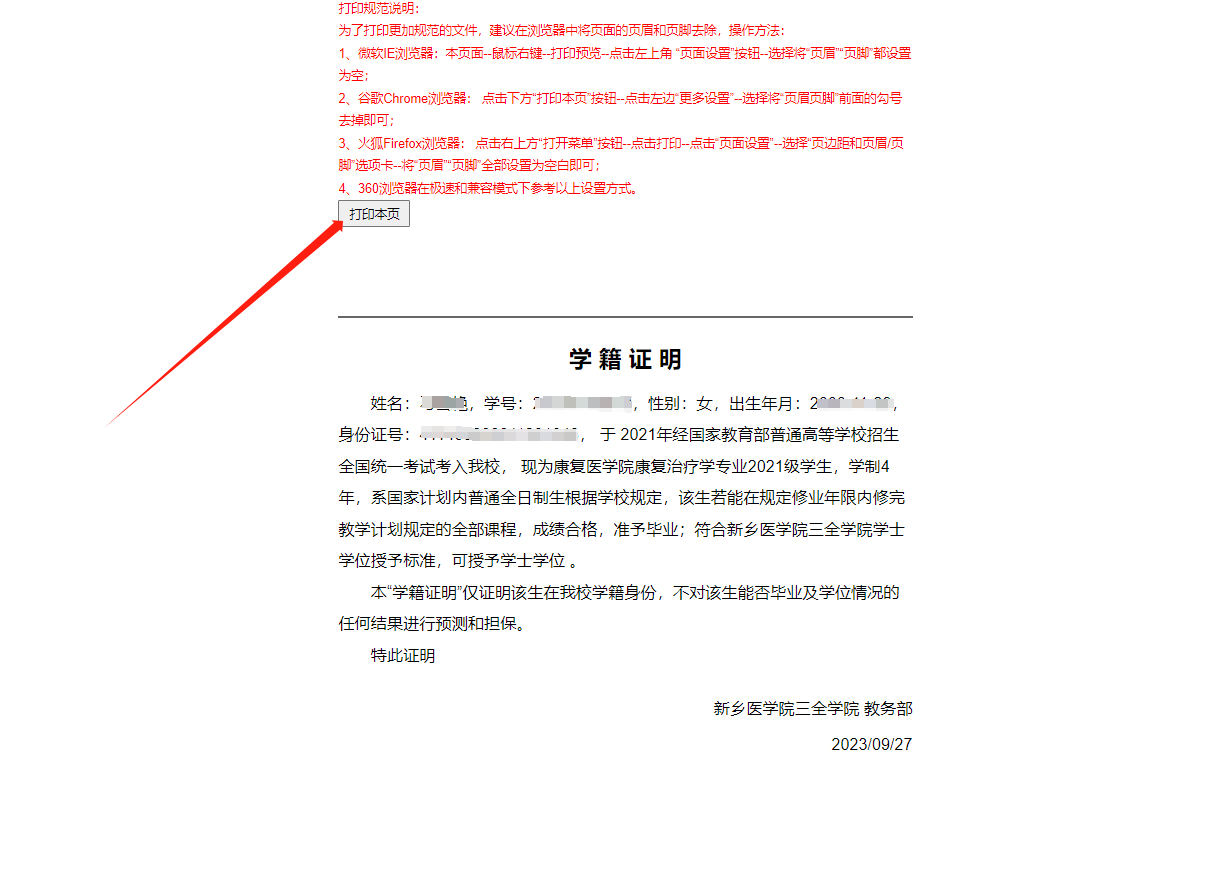 打印规范说明：
为了打印更加规范的文件，建议在浏览器中将页面的页眉和页脚去除，操作方法：
1、微软IE浏览器：本页面--鼠标右键--打印预览--点击左上角 “页面设置”按钮--选择将“页眉”“页脚”都设置
为空；
2、谷歌Chrome浏览器： 点击下方“打印本页”按钮--点击左边“更多设置”--选择将“页眉页脚”前面的勾号
去掉即可；
3、火狐Firefox浏览器： 点击右上方“打开菜单”按钮--点击打印--点击“页面设置”--选择“页边距和页眉/页
脚”选项卡--将“页眉”“页脚”全部设置为空白即可；
4、360浏览器在极速和兼容模式下参考以上设置方式。
打印本页
学 籍 证 明
姓名：，学号：，性别：女，出生年月：，
身份证号：， 于 2021年经国家教育部普通高等学校招生
全国统一考试考入我校， 现为康复医学院康复治疗学专业2021级学生，学制4
年，系国家计划内普通全日制生根据学校规定，该生若能在规定修业年限内修完
教学计划规定的全部课程，成绩合格，准予毕业；符合新乡医学院三全学院学士
学位授予标准，可授予学士学位 。
本“学籍证明”仅证明该生在我校学籍身份，不对该生能否毕业及学位情况的
任何结果进行预测和担保。
特此证明
新乡医学院三全学院 教务部
2023/09/27